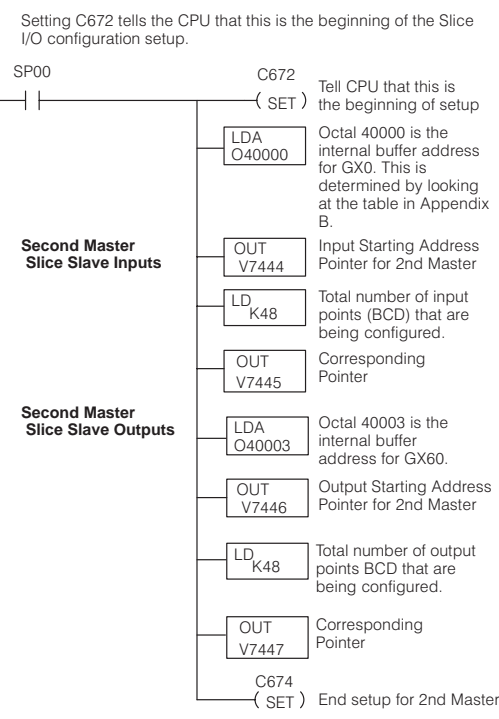 Setting C672 tells the CPU that this is the beginning of the Slice
I/O configuration setup.
SP00
C672
SET
Tell CPU that this is
the beginning of setup
LDA
O40000
Octal 40000 is the
internal buffer address
for GX0. This is
determined by looking
at the table in Appendix
B.
Second Master
Slice Slave Inputs
OUT
V7444
Input Starting Address
Pointer for 2nd Master
LD
K48
Total number of input
points (BCD) that are
being configured.
OUT
V7445
Corresponding
Pointer
Second Master
Slice Slave Outputs
LDA
O40003
Octal 40003 is the
internal buffer
address for GX60.
OUT
V7446
Output Starting Address
Pointer for 2nd Master
LD
K48
Total number of output
points BCD that are
being configured.
OUT
V7447
Corresponding
Pointer
C674
SET
End setup for 2nd Master